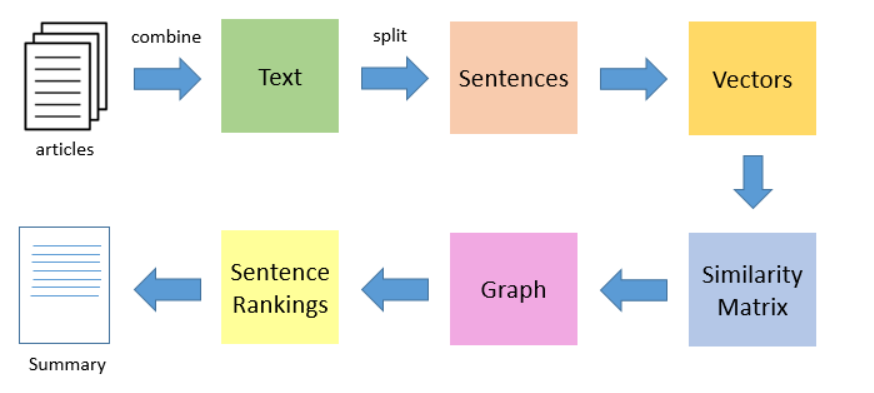 combine
split
Text
Sentences
Vectors
articles
Similarity
Matrix
Graph
Sentence
Rankings
Summary